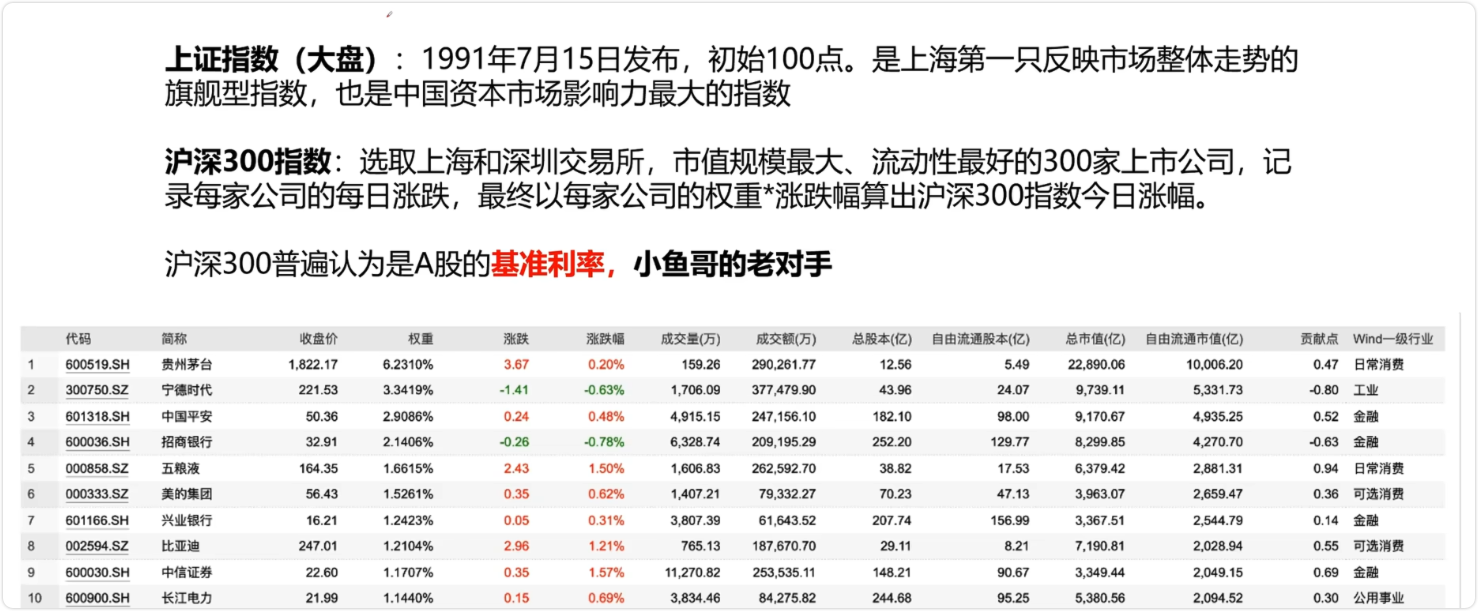 上证指数（大盘）：1991年7月15日发布，初始100点。是上海第一只反映市场整体走势的
旗舰型指数，也是中国资本市场影响力最大的指数
沪深300指数：选取上海和深圳交易所，市值规模最大、流动性最好的300家上市公司，记
录每家公司的每日涨跌，最终以每家公司的权重*涨跌幅算出沪深300指数今日涨幅。
沪深300普遍认为是A股的基准利率，小鱼哥的老对手
代码 简称 收盘价 权重 涨跌 涨跌幅 成交量(万) 成交额(万) 总股本(亿) 自由流通股本(亿) 总市值(亿) 自由流通市值(亿) 贡献点 Wind一级行业
1 600519.SH 贵州茅台 1,822.17 6.2310% 3.67 0.20% 159.26 290,261.77 12.56 5.49 22,890.06 10,006.20 0.47 日常消费
2 300750.SZ 宁德时代 221.53 3.3419% -1.41 -0.63% 1,706.09 377,479.90 43.96 24.07 9,739.11 5,331.73 -0.80 工业
3 601318.SH 中国平安 50.36 2.9086% 0.24 0.48% 4,915.15 247,156.10 182.10 98.00 9,170.67 4,935.25 0.52 金融
4 600036.SH 招商银行 32.91 2.1406% -0.26 -0.78% 6,328.74 209,195.29 252.20 129.77 8,299.85 4,270.70 -0.63 金融
5 000858.SZ 五粮液 164.35 1.6615% 2.43 1.50% 1,606.83 262,592.70 38.82 17.53 6,379.42 2,881.31 0.94 日常消费
6 000333.SZ 美的集团 56.43 1.5261% 0.35 0.62% 1,407.21 79,332.27 70.23 47.13 3,963.07 2,659.47 0.36 可选消费
7 601166.SH 兴业银行 16.21 1.2423% 0.05 0.31% 3,807.39 61,643.52 207.74 156.99 3,367.51 2,544.79 0.14 金融
8 002594.SZ 比亚迪 247.01 1.2104% 2.96 1.21% 765.13 187,670.70 29.11 8.21 7,190.81 2,028.94 0.55 可选消费
9 600030.SH 中信证券 22.60 1.1707% 0.35 1.57% 11,270.82 253,535.11 148.21 90.67 3,349.44 2,049.15 0.69 金融
10 600900.SH 长江电力 21.99 1.1440% 0.15 0.69% 3,834.46 84,275.82 244.68 95.25 5,380.56 2,094.52 0.30 公用事业